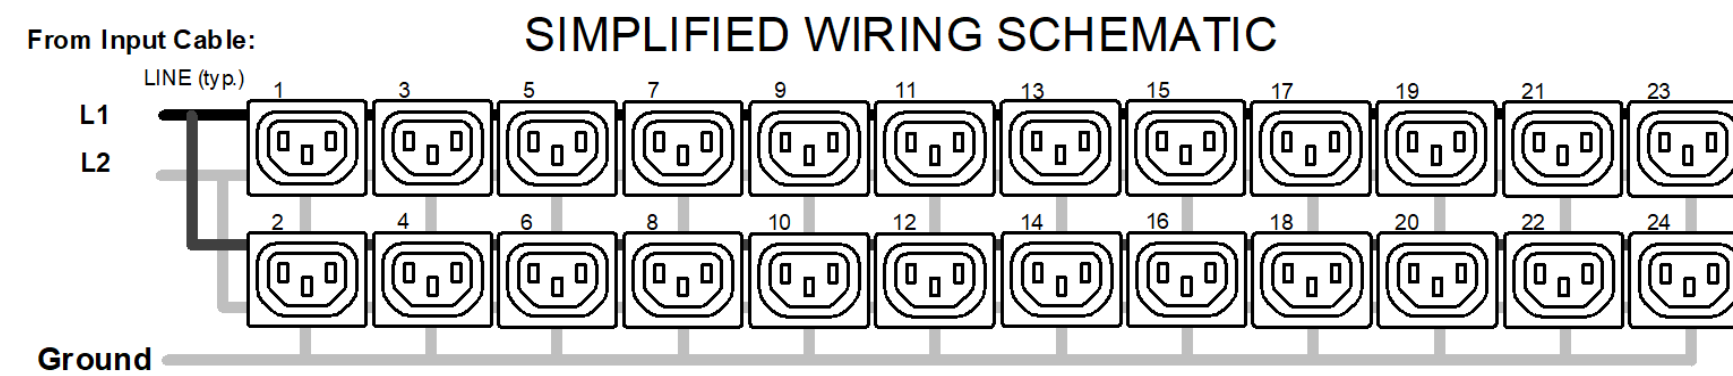 SIMPLIFIED WIRING SCHEMATIC
From Input Cable:
LINE (typ.)
1 3 5 7 9 11 13 15 17 19 21 23
L1
L2
2 4 6 8 10 12 14 16 18 20 22 24
Ground